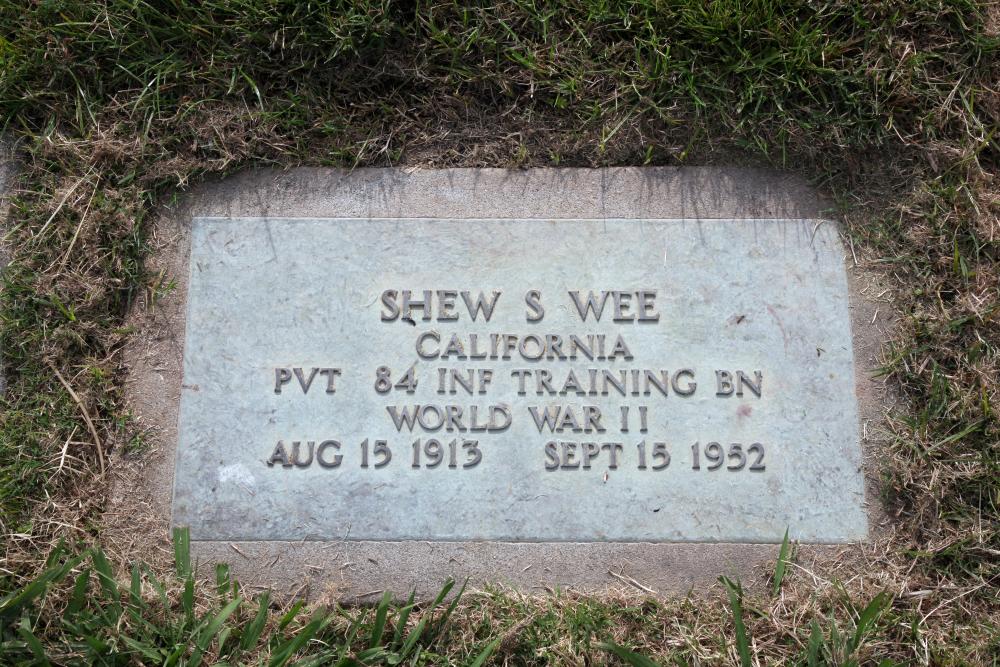 SHEW S WEE
CALIFORNIA
PVT 84 INF TRAINING BN
WORLD WAR II
AUG 15 1913 SEPT 15 1952